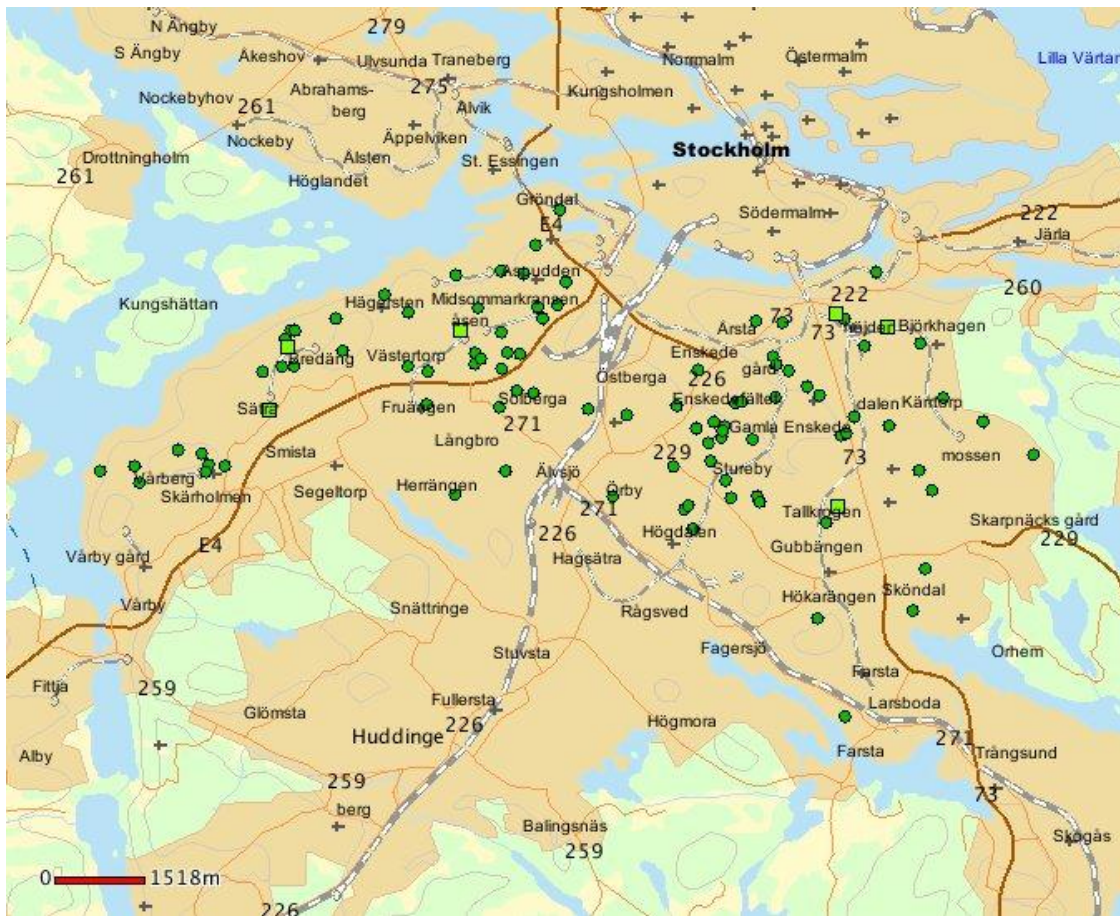 N Ängby
279
S Ängby
Åkeshov
Ulvsunda
Traneberg
Norrmalm
Östermalm
Lilla Värtan
Nockebyhov
261
Abrahams-
berg
275
Alvik
Kungsholmen
Nockeby
Äppelviken
Stockholm
Drottningholm
Ålsten
St. Essingen
261
Höglandet
Gröndal
Södermalm
222
E4
Järla
Aspudden
260
Kungshättan
Hägersten
Midsommarkransen
222
åsen
Årsta
73
73
höjden
Björkhagen
Bredäng
Västertorp
Enskede
gård
Östberga
226
Sätra
Fruängen
Solberga
Enskedefältet
dalen
Kärrtorp
271
Långbro
Gamla Enskede
Smista
229
73
mossen
Vårberg
Skärholmen
Segeltorp
Herrängen
Älvsjö
Stureby
Örby
271
Tallkrogen
Skarpnäcks gård
226
Högdalen
229
E4
Vårby gård
Hagsätra
Gubbängen
Vårby
Snättringe
Rågsved
Hökarängen
Sköndal
Stuvsta
Fagersjö
Orhem
Fittja
259
Farsta
Fullersta
Larsboda
Glömsta
Högmora
226
Huddinge
271
Alby
Farsta
Trångsund
259
73
berg
Balingsnäs
259
Skogås
0
1518m
226